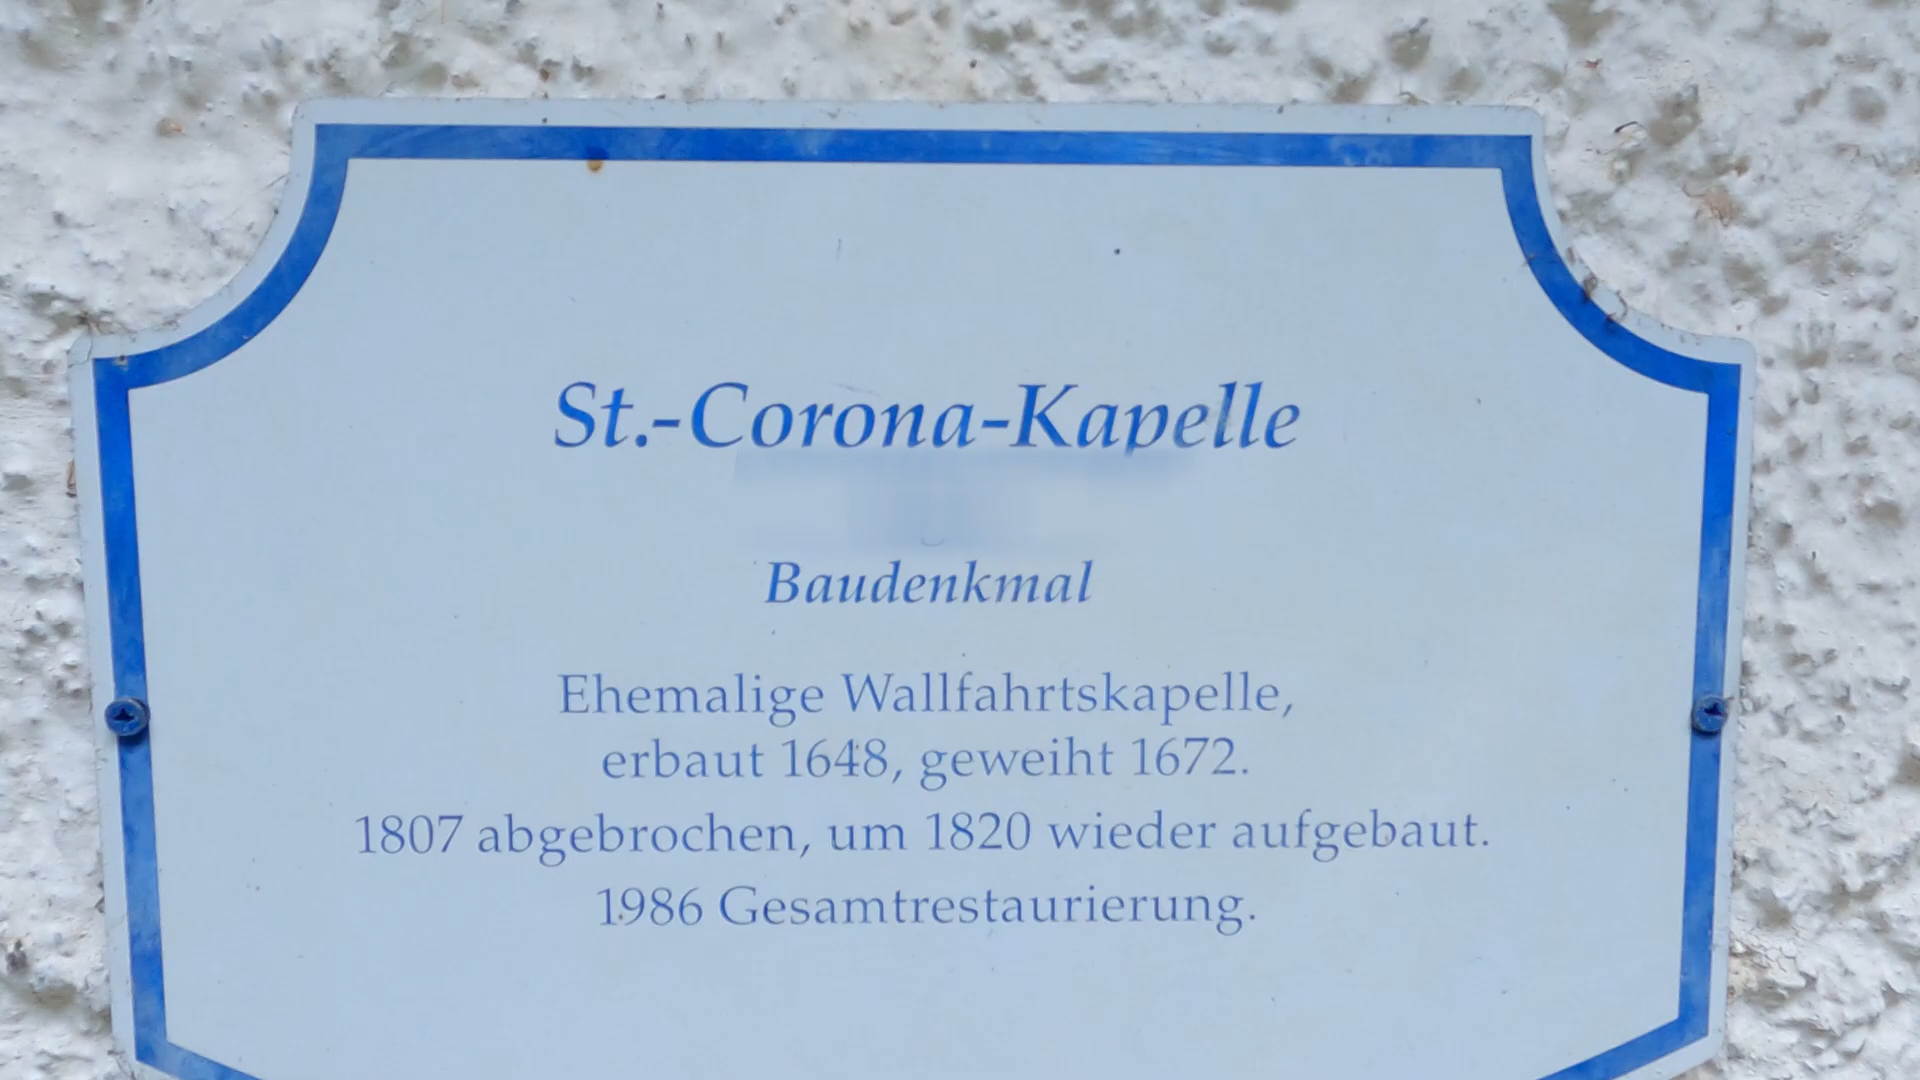 St.-Corona-Kapelle
Baudenkmal
Ehemalige Wallfahrtskapelle,
erbaut 1648, geweiht 1672.
1807 abgebrochen, um 1820 wieder aufgebaut.
1986 Gesamtrestaurierung.